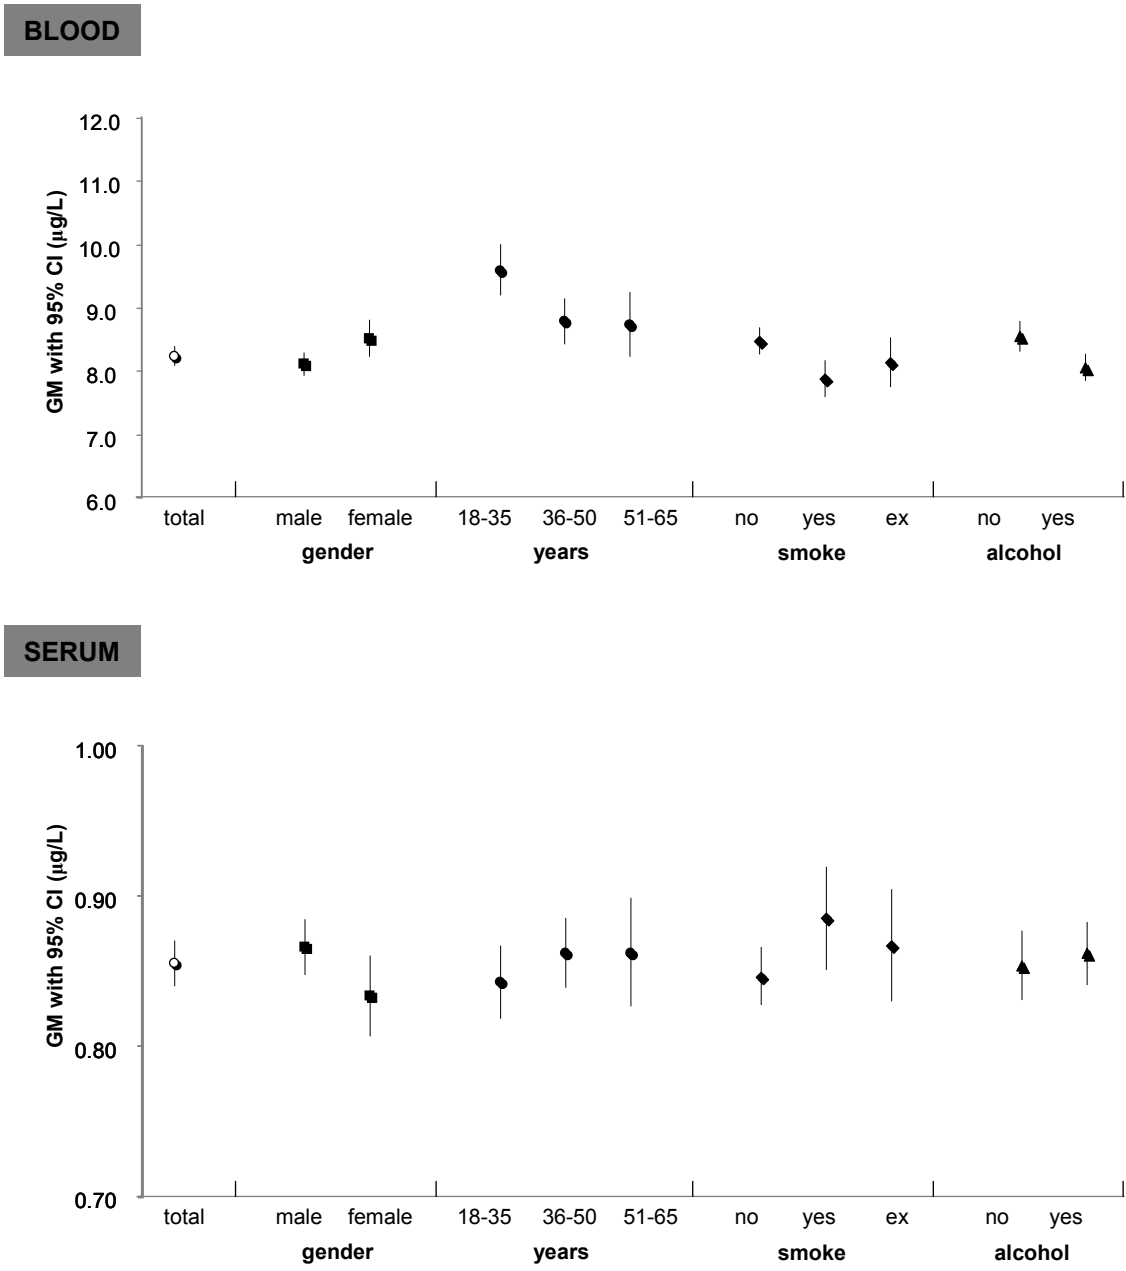 BLOOD
GM with 95% CI (µg/L)
12.0
11.0
10.0
9.0
8.0
7.0
6.0
total male female 18-35 36-50 51-65 no yes ex no yes
gender years smoke alcohol
SERUM
GM with 95% CI (µg/L)
1.00
0.90
0.80
0.70
total male female 18-35 36-50 51-65 no yes ex no yes
gender years smoke alcohol